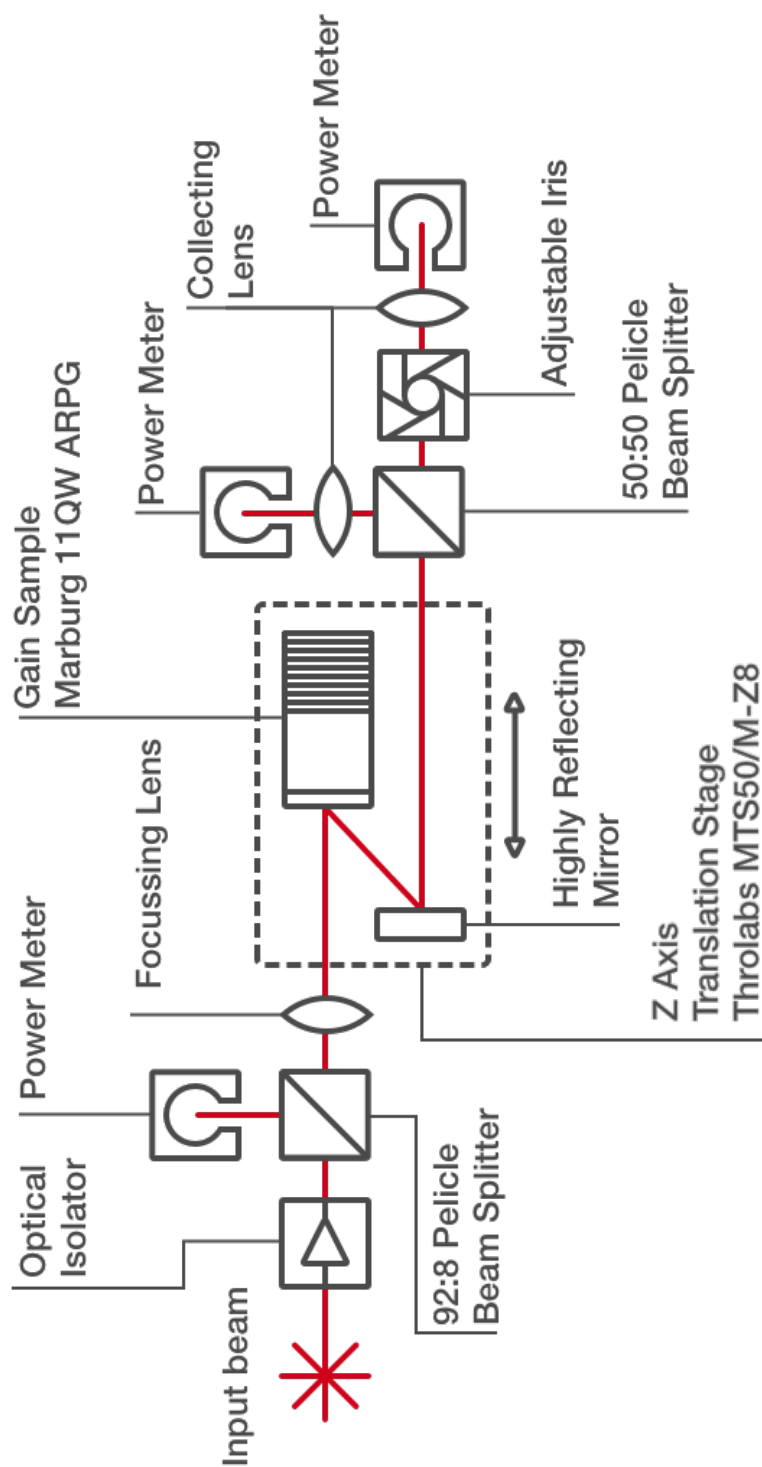 Input beam
Optical
Isolator
Power Meter
Focussing Lens
Gain Sample
Marburg 11QW ARPG
Power Meter
Collecting
Lens
Power Meter
92:8 Pelicle
Beam Splitter
Z Axis
Translation Stage
Throlabs MTS50/M-Z8
Highly Reflecting
Mirror
50:50 Pelicle
Beam Splitter
Adjustable Iris